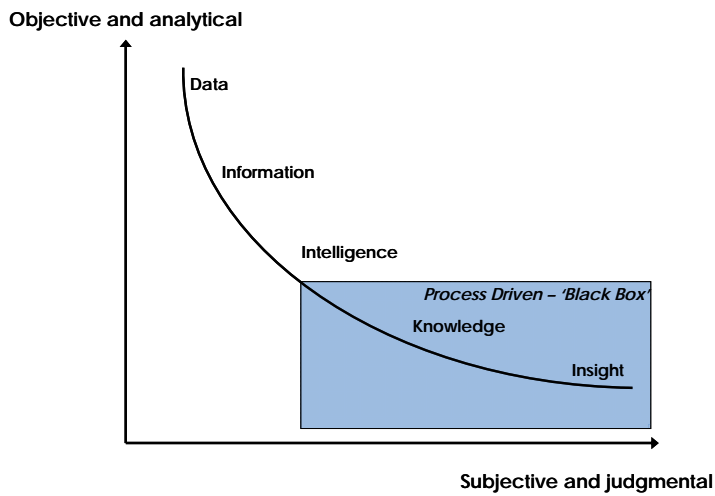 Objective and analytical
Data
Information
Intelligence
Process Driven – ‘Black Box’
Knowledge
Insight
Subjective and judgmental